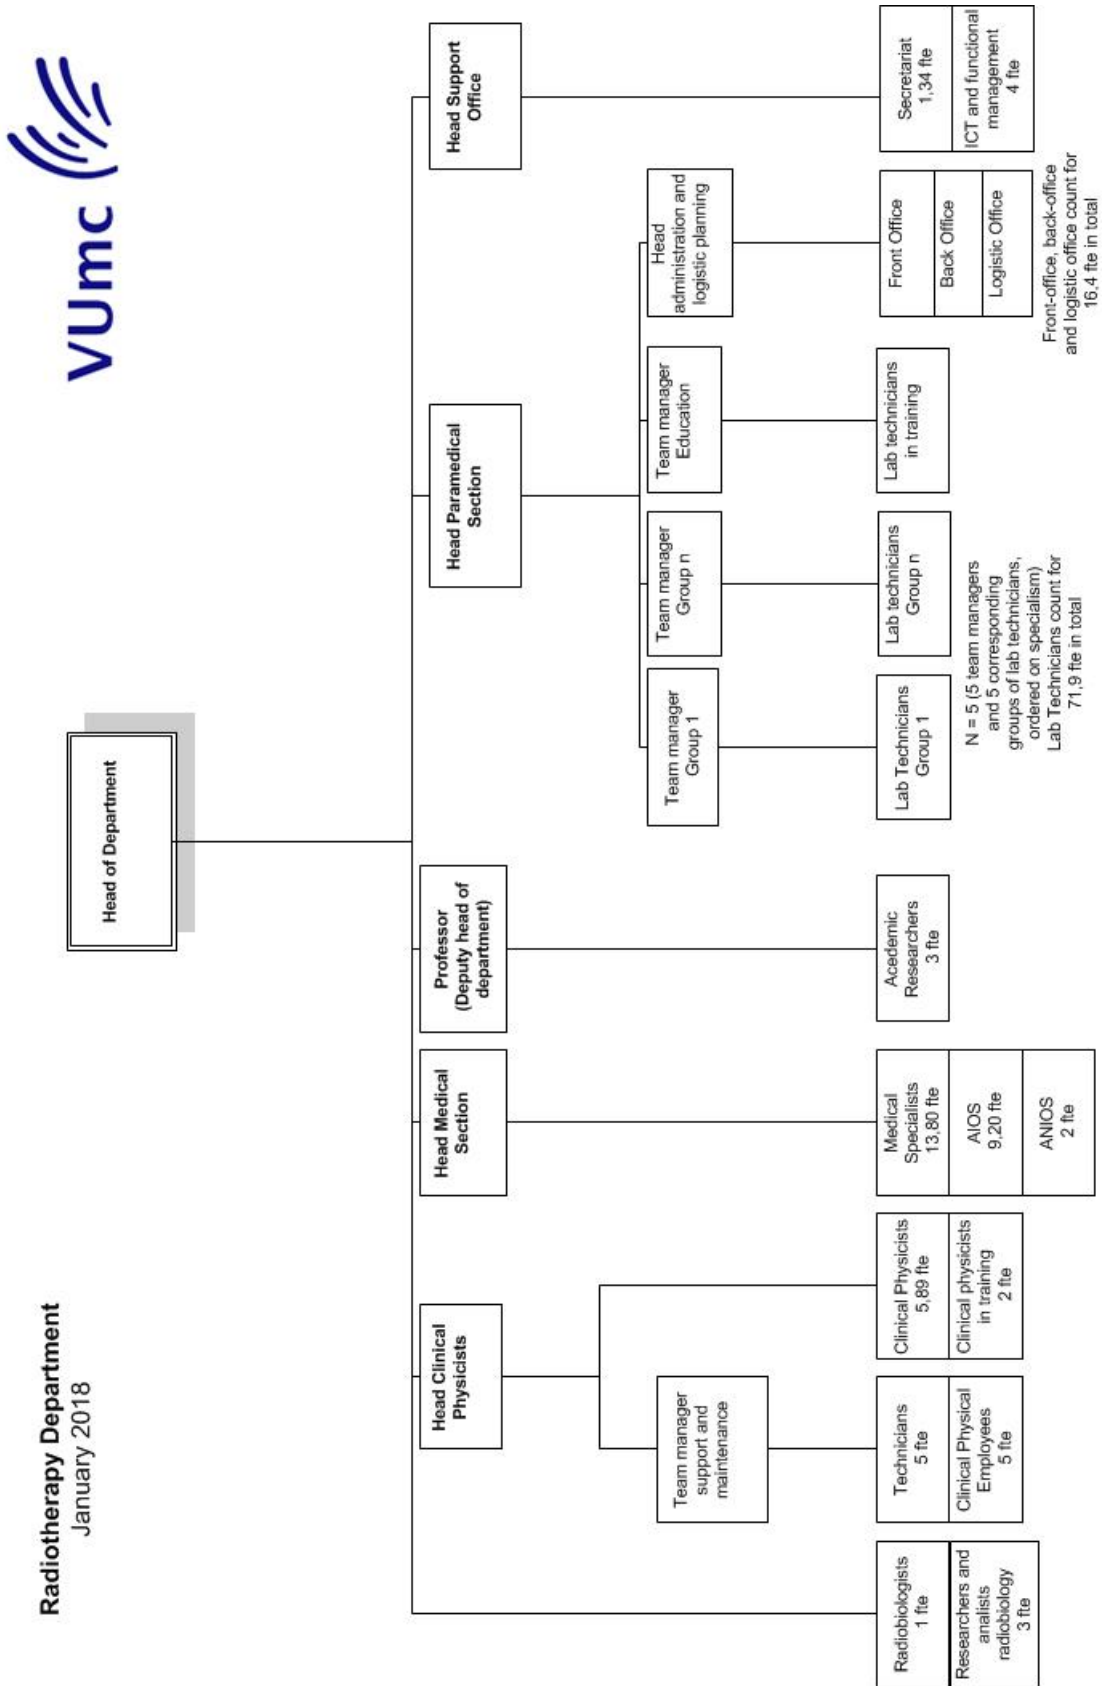 Radiotherapy Department
January 2018
VUmc
Head of Department
Head Clinical
Physicists
Head Medical
Section
Professor
(Deputy head of
department)
Head Paramedical
Section
Head Support
Office
Team manager
support and
maintenance
Team manager
Group 1
Team manager
Group n
Team manager
Education
Head
administration and
logistic planning
Radiobiologists
1 fte
Researchers and
analists
radiobiology
3 fte
Technicians
5 fte
Clinical Physical
Employees
5 fte
Clinical Physicists
5,89 fte
Clinical physicists
in training
2 fte
Medical
Specialists
13,80 fte
AIOS
9,20 fte
ANIOS
2 fte
Acedemic
Researchers
3 fte
Lab Technicians
Group 1
Lab technicians
Group n
N = 5 (5 team managers
and 5 corresponding
groups of lab technicians,
ordered on specialism)
Lab Technicians count for
71,9 fte in total
Lab technicians
in training
Front Office
Back Office
Logistic Office
Front-office, back-office
and logistic office count for
16,4 fte in total
Secretariat
1,34 fte
ICT and functional
management
4 fte